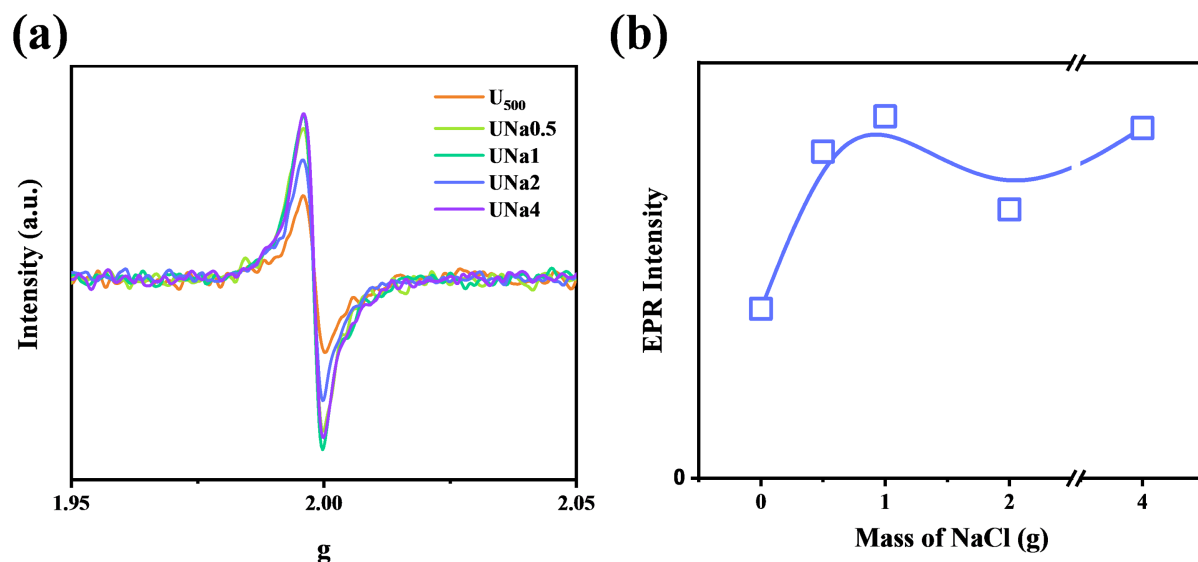 (a)
Intensity (a.u.)
U500
UNa0.5
UNa1
UNa2
UNa4
1.95
2.00
2.05
g
(b)
EPR Intensity
0
0
1
2
4
Mass of NaCl (g)